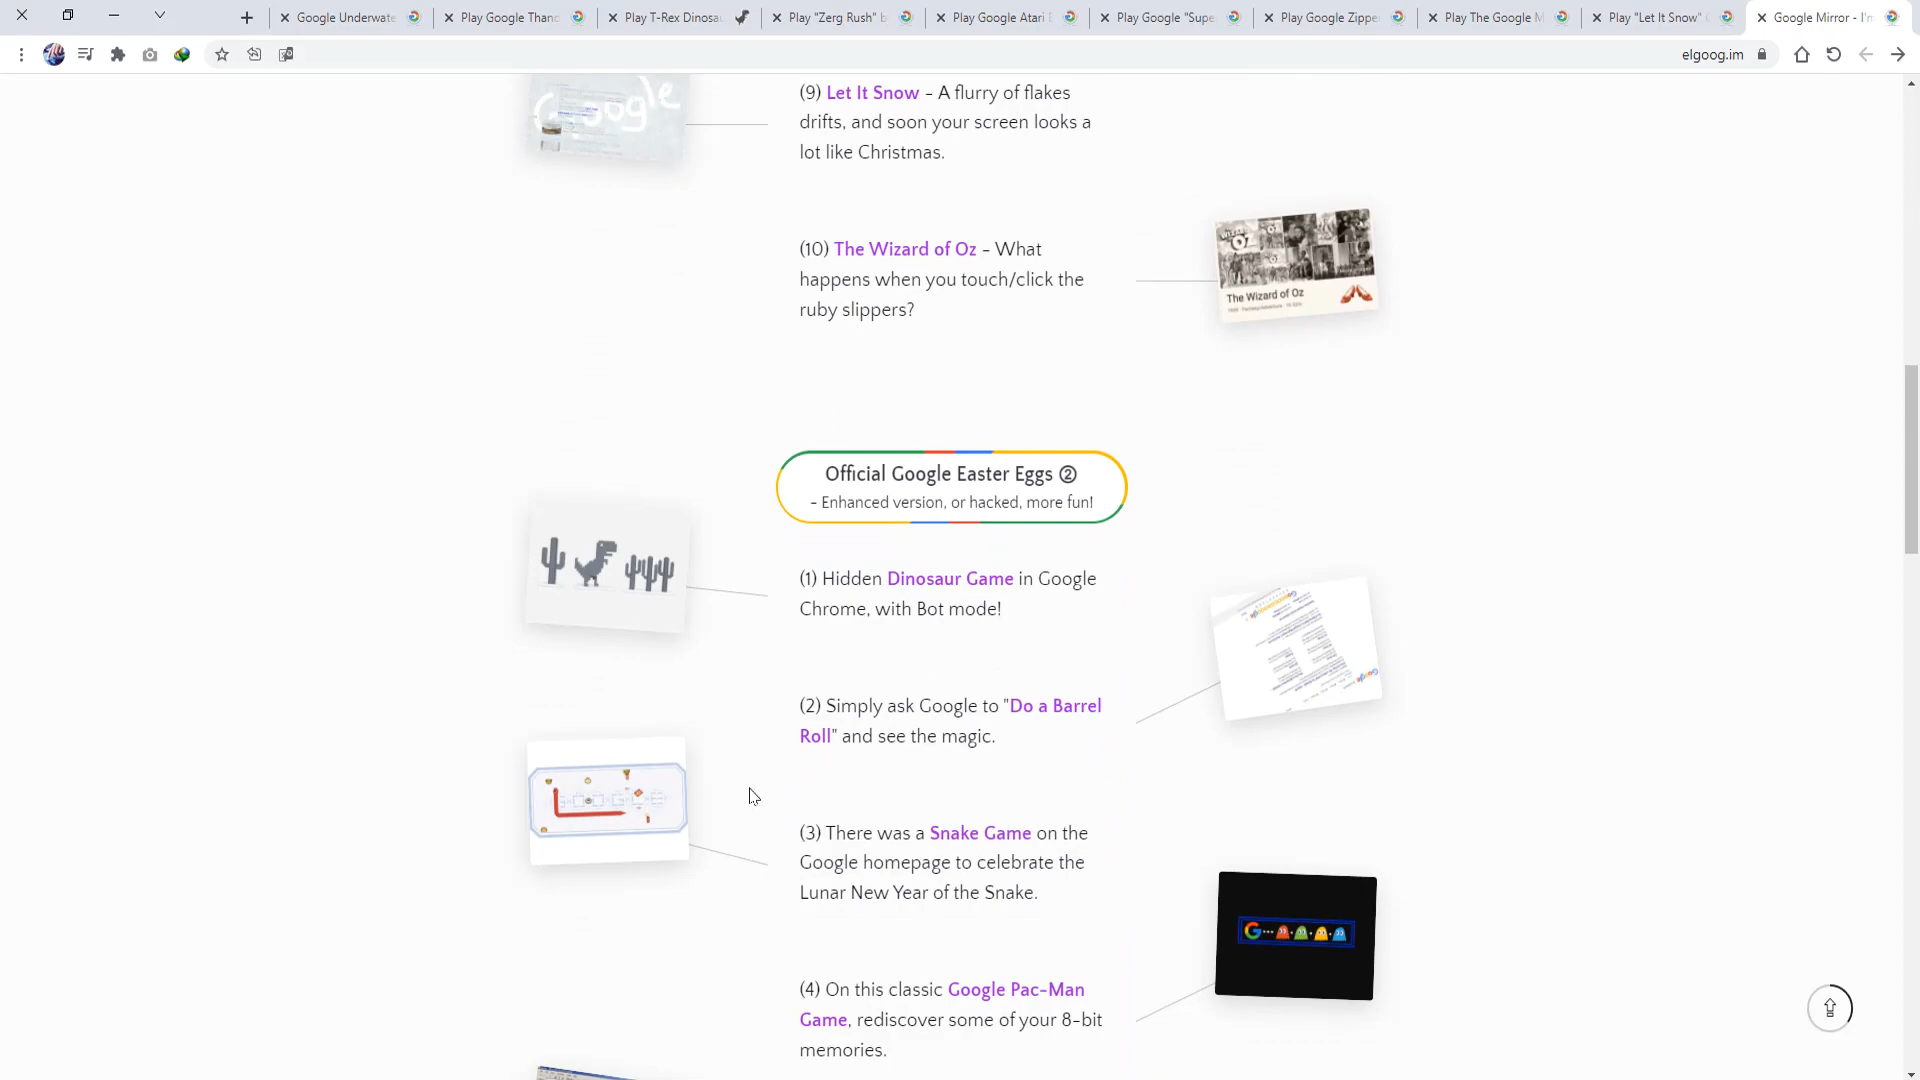 Google Underwate
Play Google Than
Play T-Rex Dinosau
Play "Zerg Rush" b
Play Google Atari
Play Google "Supe
Play Google Zippe
Play The Google M
Play "Let It Snow"
Google Mirror - I'm
elgoog.im
(9) Let It Snow - A flurry of flakes
drifts, and soon your screen looks a
lot like Christmas.
(10) The Wizard of Oz - What
happens when you touch/click the
ruby slippers?
The Wizard of Oz
Official Google Easter Eggs ②
- Enhanced version, or hacked, more fun!
(1) Hidden Dinosaur Game in Google
Chrome, with Bot mode!
(2) Simply ask Google to "Do a Barrel
Roll" and see the magic.
(3) There was a Snake Game on the
Google homepage to celebrate the
Lunar New Year of the Snake.
(4) On this classic Google Pac-Man
Game, rediscover some of your 8-bit
memories.